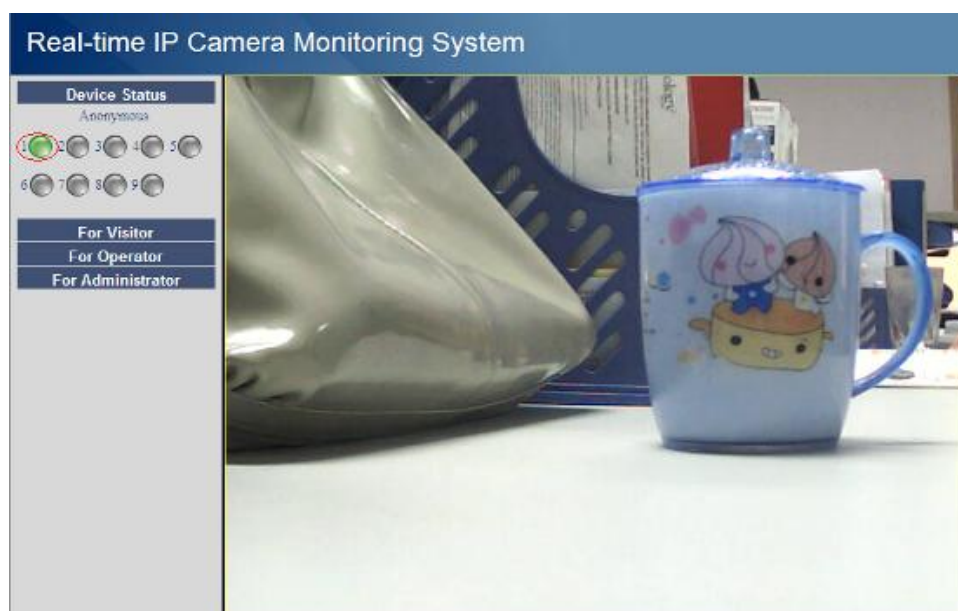 Real-time IP Camera Monitoring System
Device Status
Anonymous
1 2 3 4 5
6 7 8 9
For Visitor
For Operator
For Administrator
ology